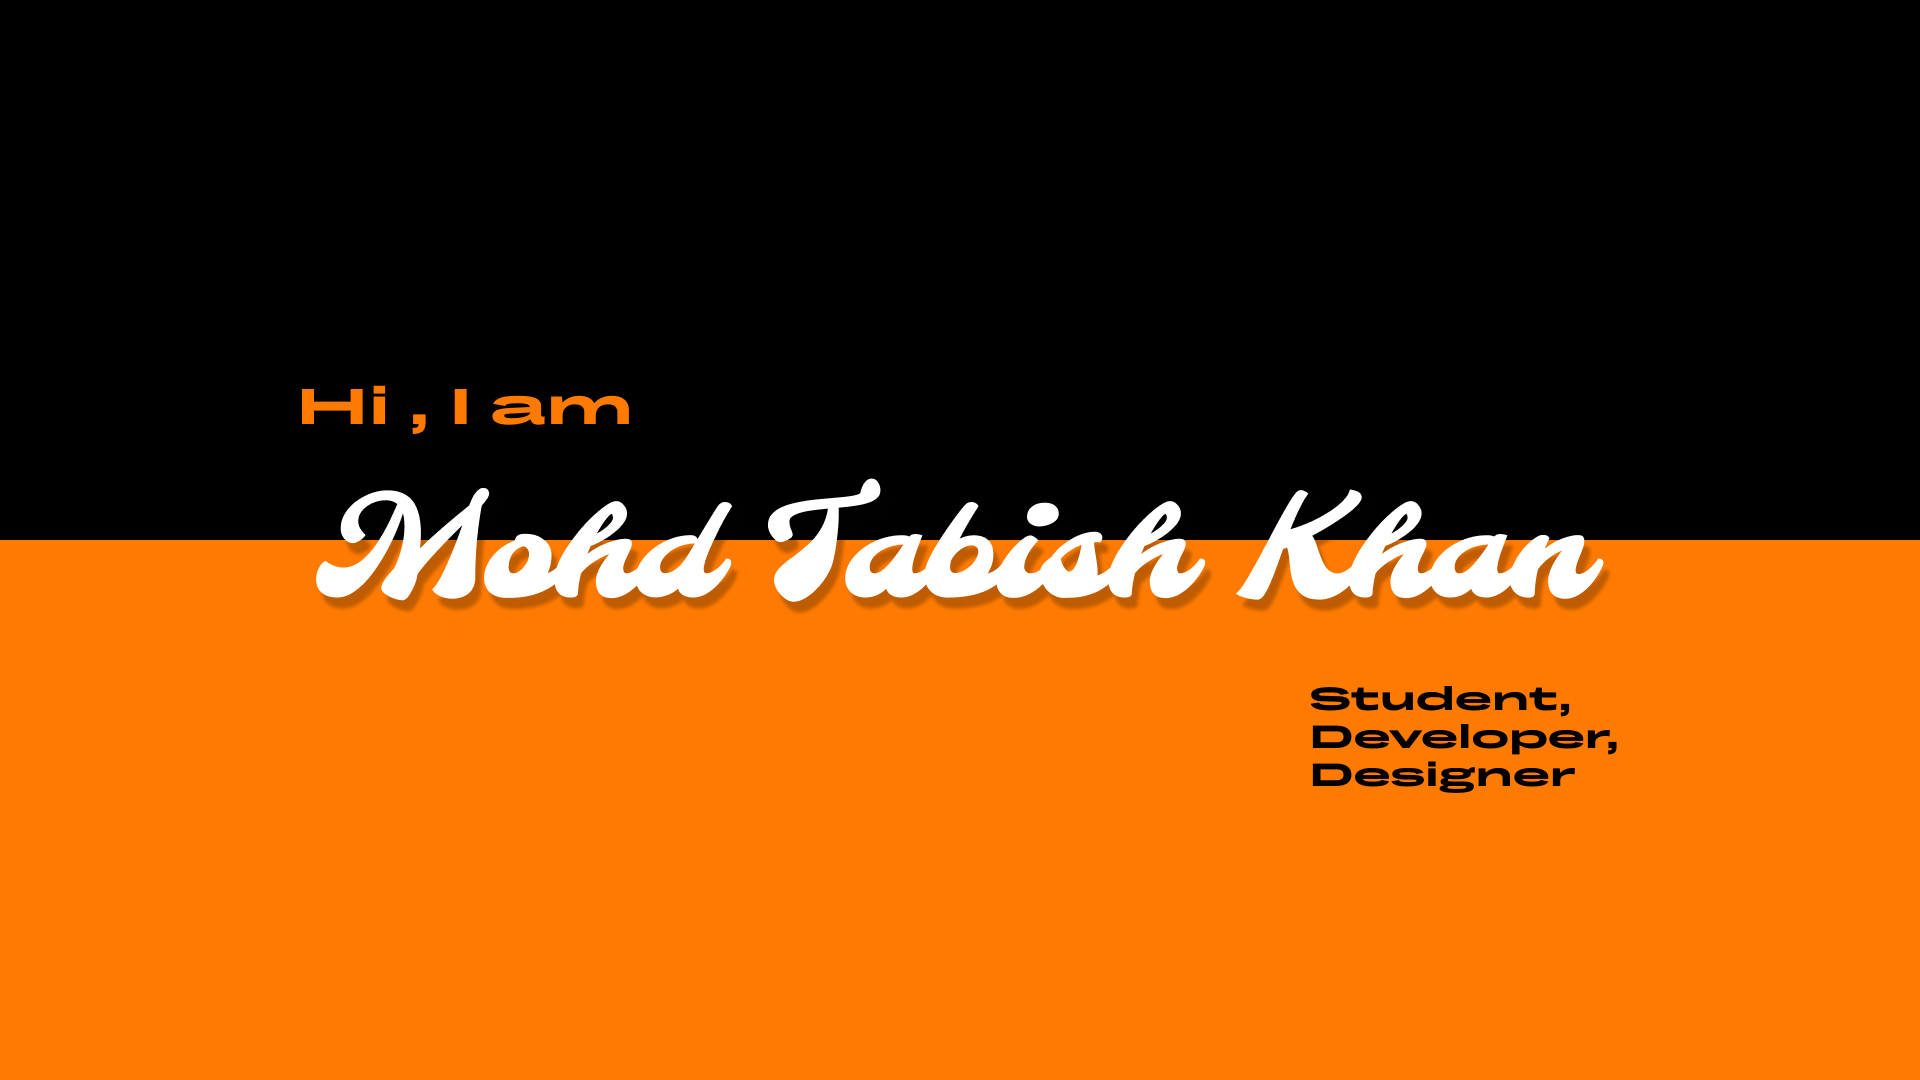 Hi , I am
Mohd Tabish Khan
Student,
Developer,
Designer